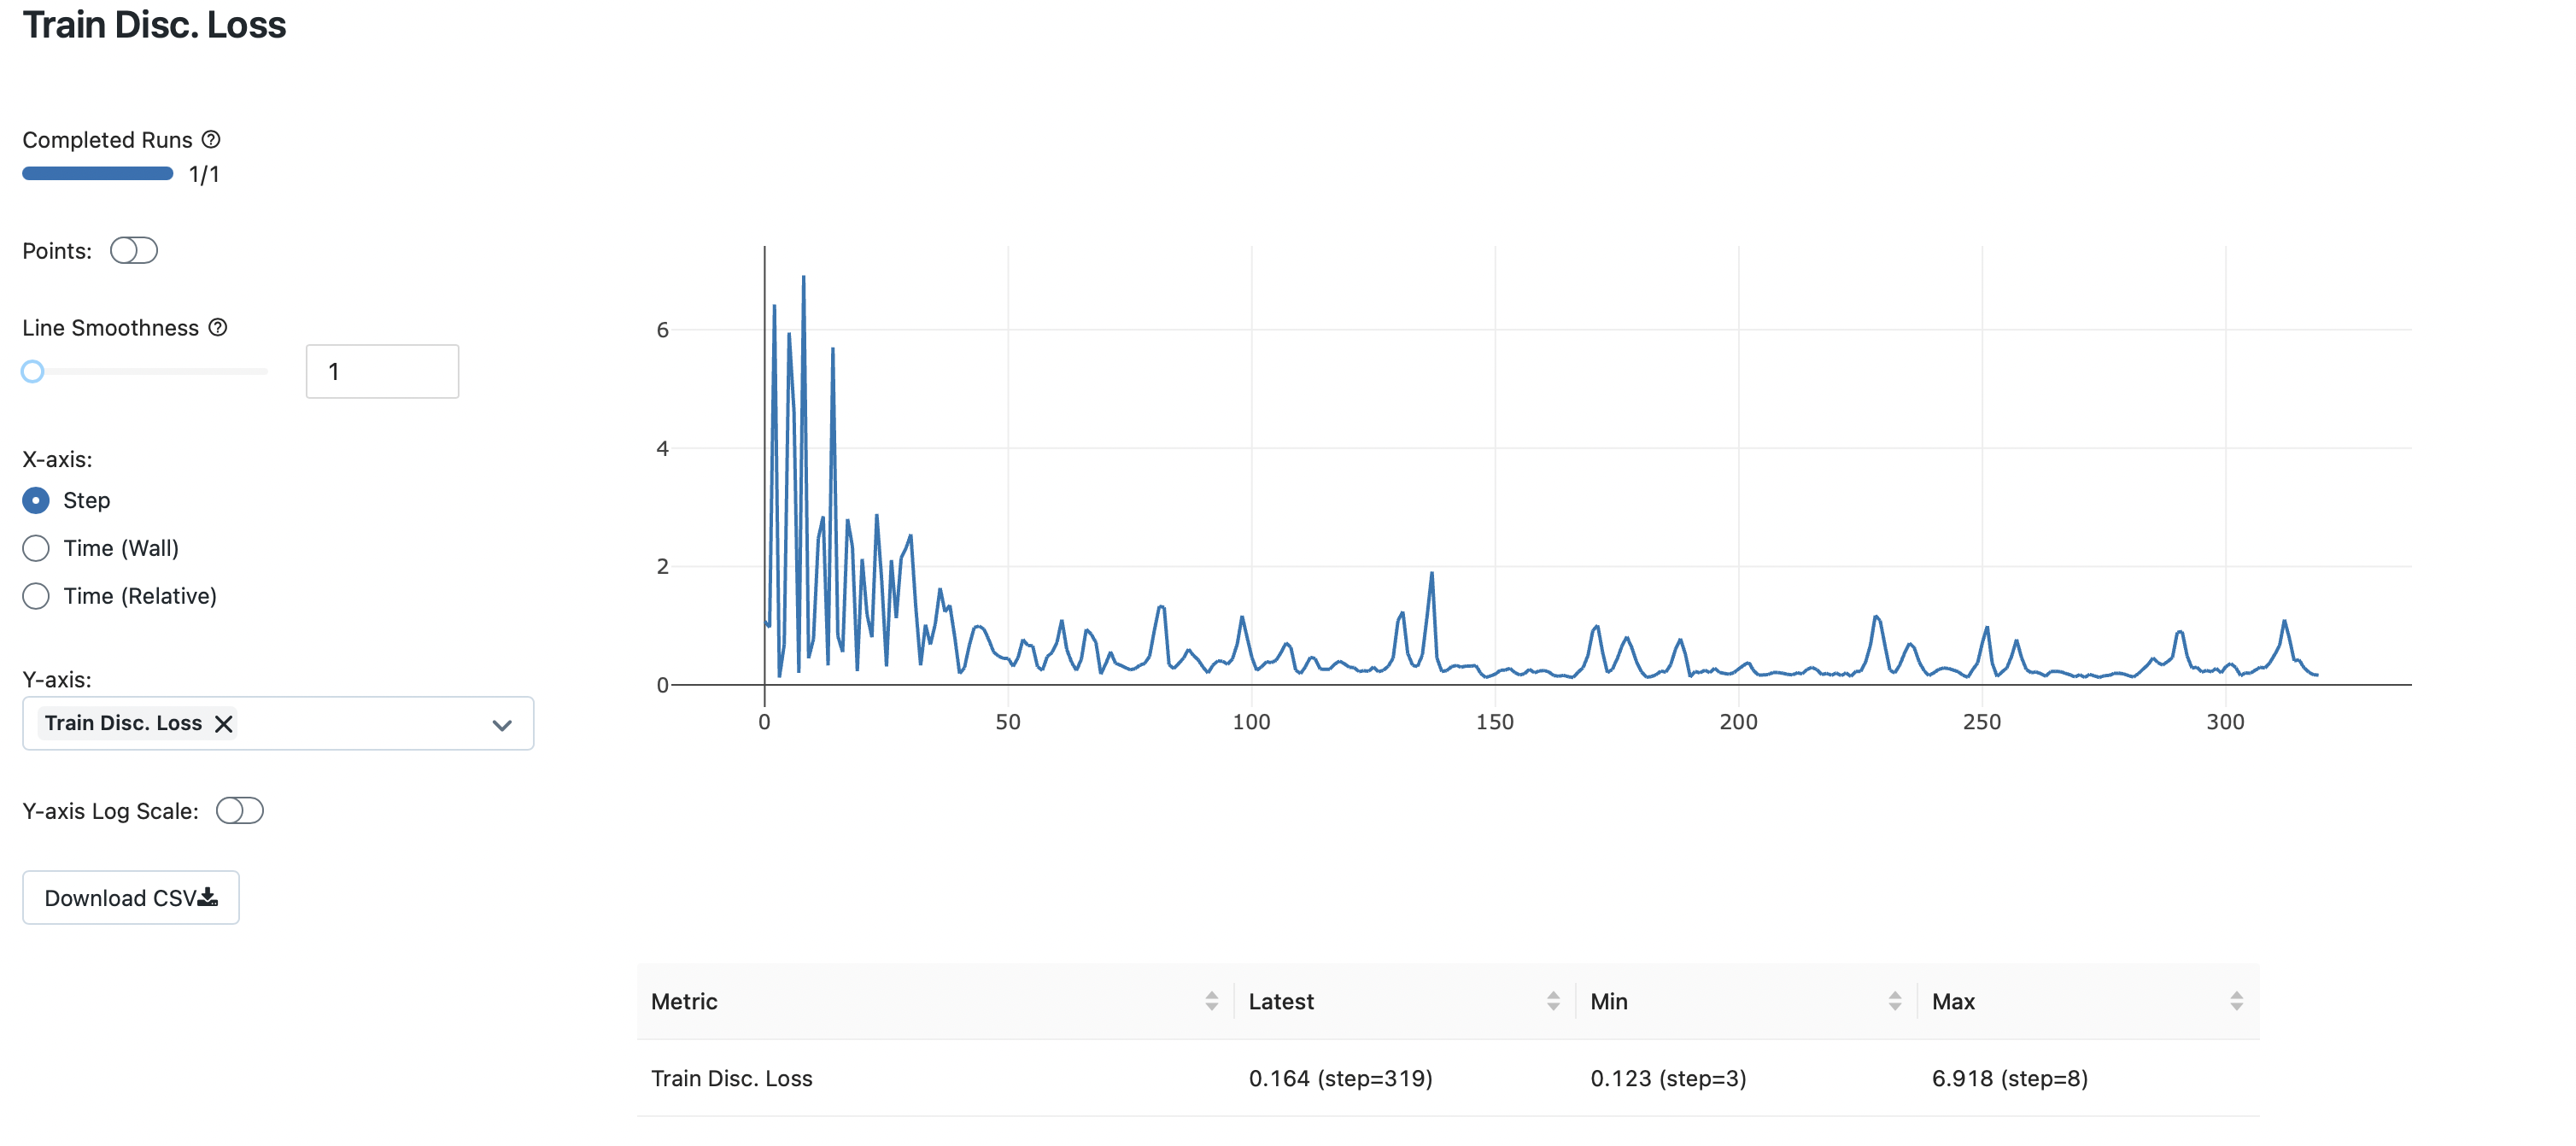 Train Disc. Loss
Completed Runs
1/1
Points:
Line Smoothness
1
X-axis:
Step
Time (Wall)
Time (Relative)
Y-axis:
Train Disc. Loss
Y-axis Log Scale:
Download CSV
6
4
2
0
0 50 100 150 200 250 300
Metric Latest Min Max
Train Disc. Loss 0.164 (step=319) 0.123 (step=3) 6.918 (step=8)